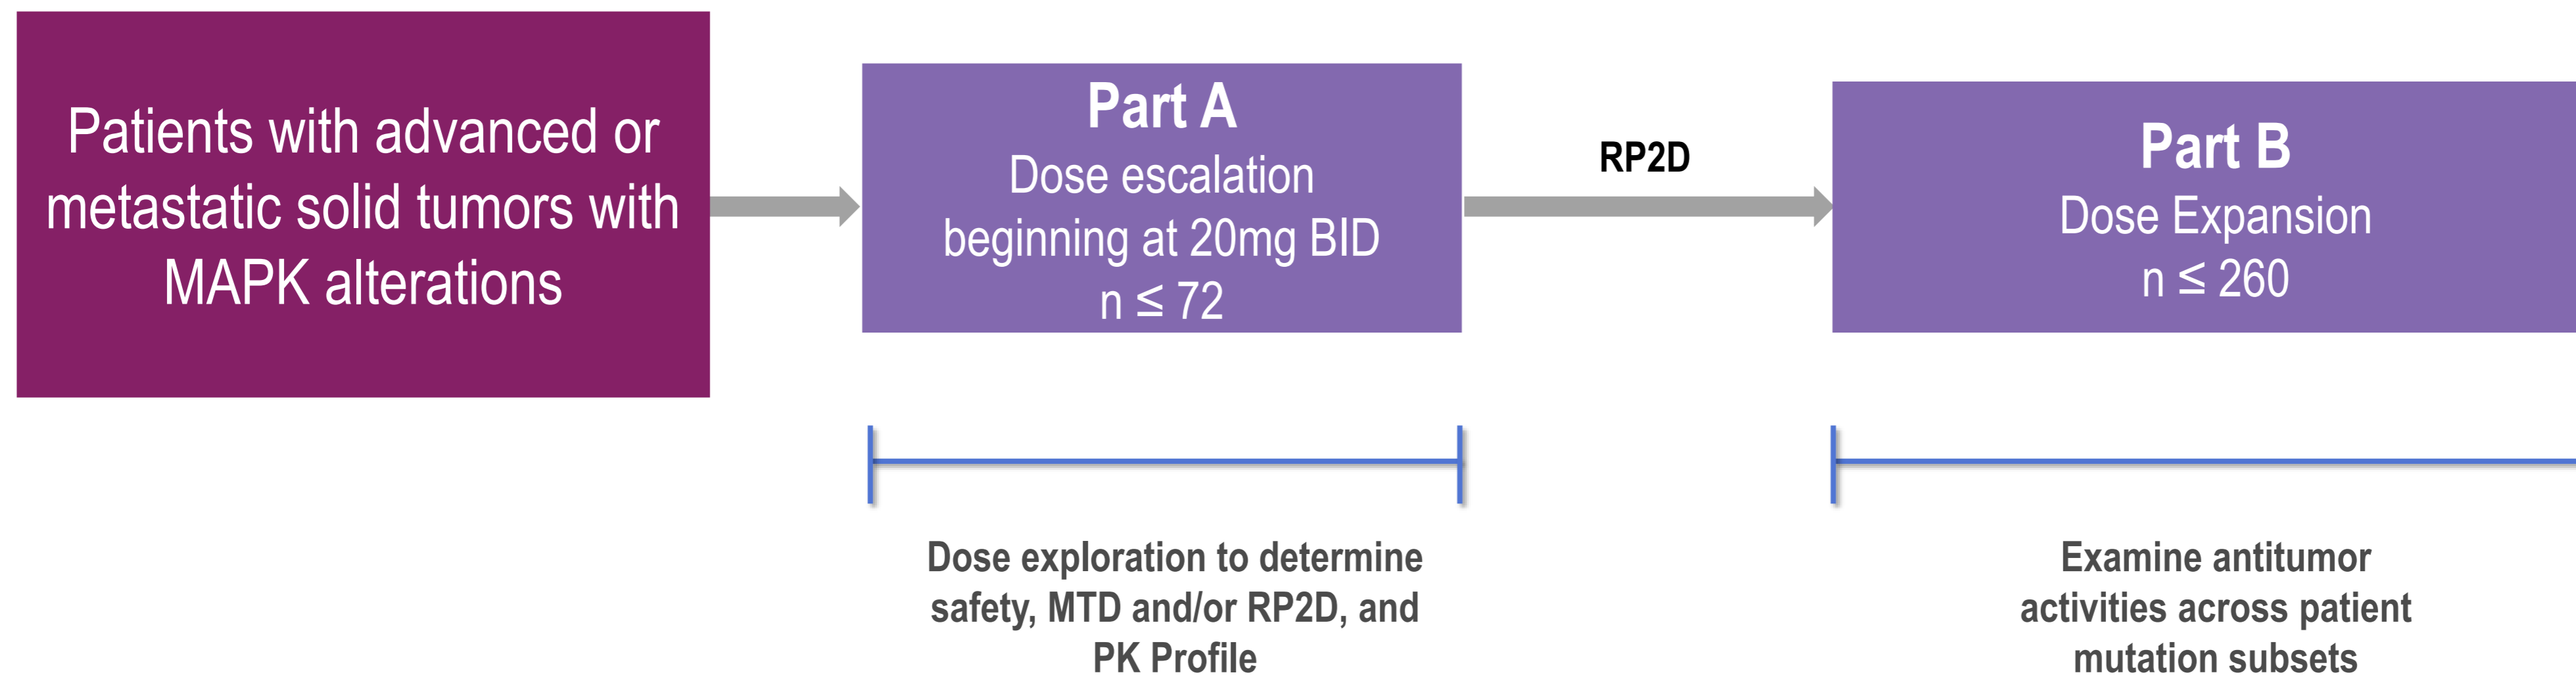 Patients with advanced or
metastatic solid tumors with
MAPK alterations
Part A
Dose escalation
beginning at 20mg BID
n ≤ 72
RP2D
Part B
Dose Expansion
n ≤ 260
Dose exploration to determine
safety, MTD and/or RP2D, and
PK Profile
Examine antitumor
activities across patient
mutation subsets